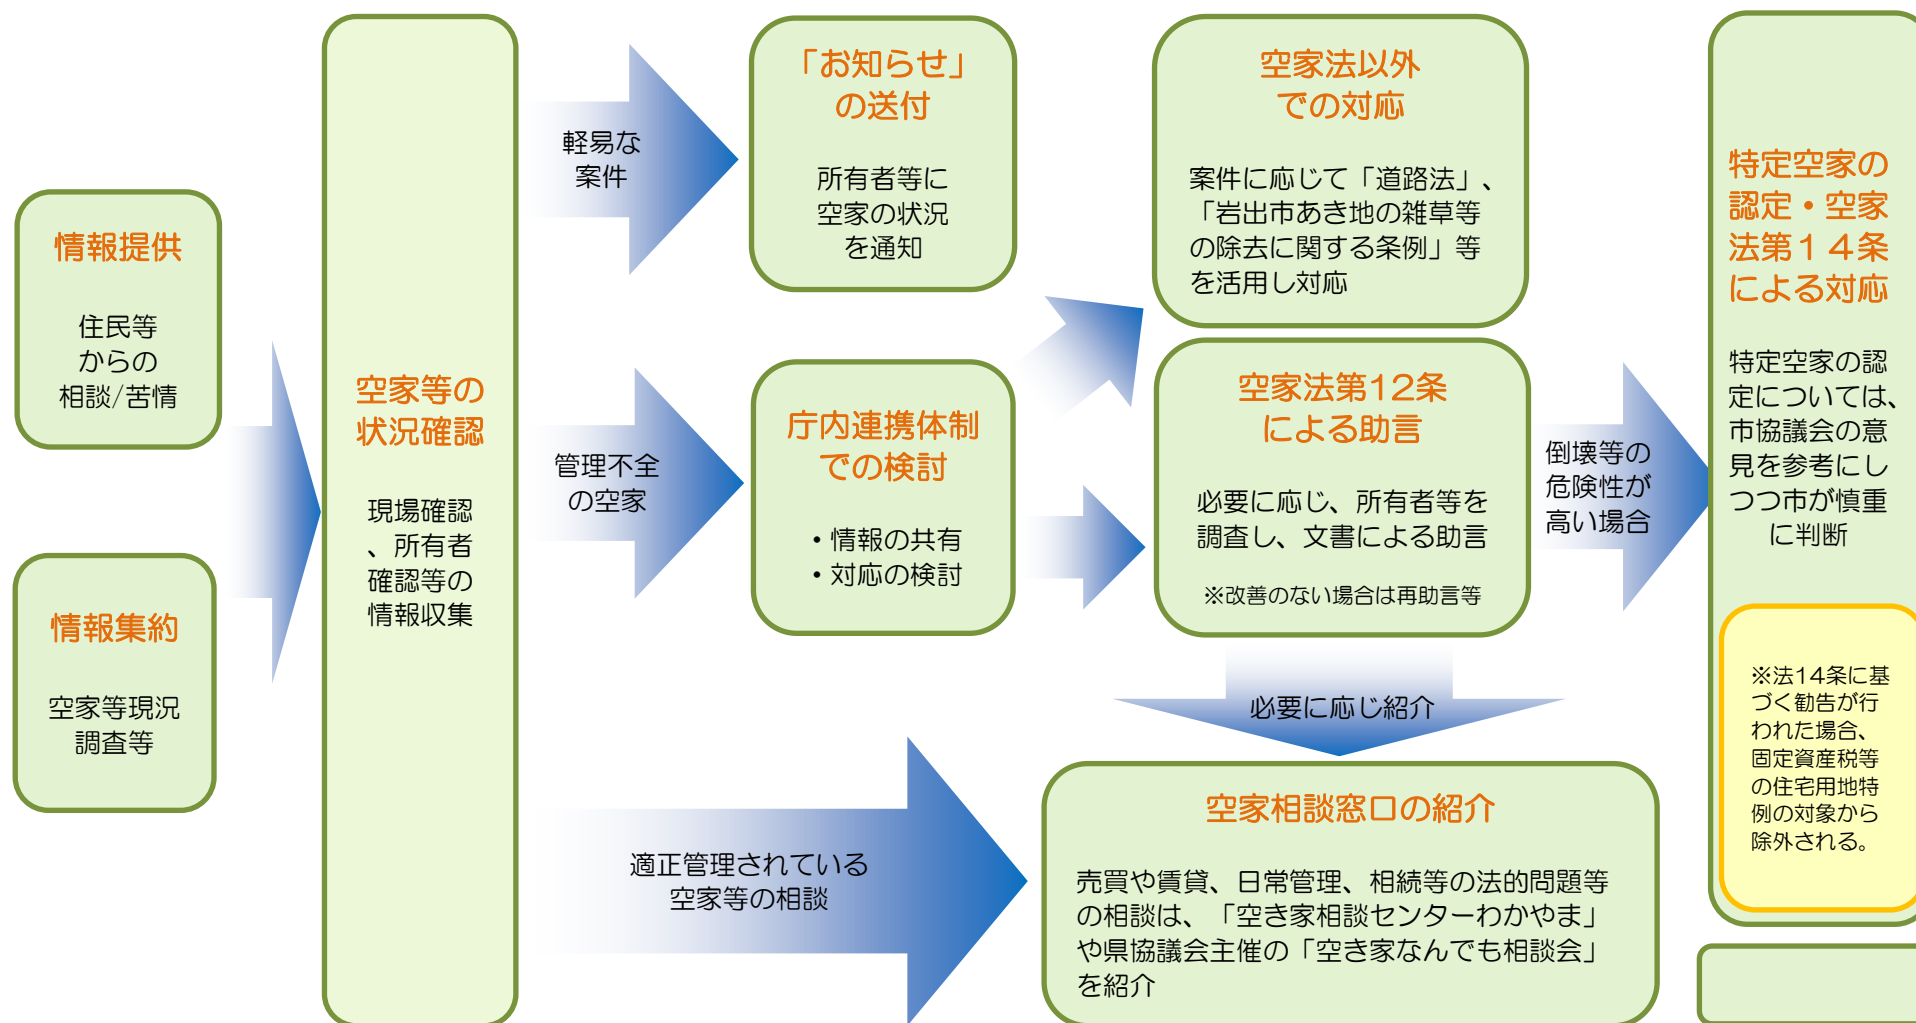 情報提供
住民等
からの
相談/苦情
情報集約
空家等現況
調査等
空家等の
状況確認
現場確認
、所有者
確認等の
情報収集
軽易な
案件
「お知らせ」
の送付
所有者等に
空家の状況
を通知
管理不全
の空家
庁内連携体制
での検討
・情報の共有
・対応の検討
空家法以外
での対応
案件に応じて「道路法」、
「岩出市あき地の雑草等
の除去に関する条例」等
を活用し対応
空家法第12条
による助言
必要に応じ、所有者等を
調査し、文書による助言
※改善のない場合は再助言等
倒壊等の
危険性が
高い場合
特定空家の
認定・空家
法第１４条
による対応
特定空家の認
定については、
市協議会の意
見を参考にし
つつ市が慎重
に判断
※法14条に基
づく勧告が行
われた場合、
固定資産税等
の住宅用地特
例の対象から
除外される。
必要に応じ紹介
適正管理されている
空家等の相談
空家相談窓口の紹介
売買や賃貸、日常管理、相続等の法的問題等
の相談は、「空き家相談センターわかやま」
や県協議会主催の「空き家なんでも相談会」
を紹介